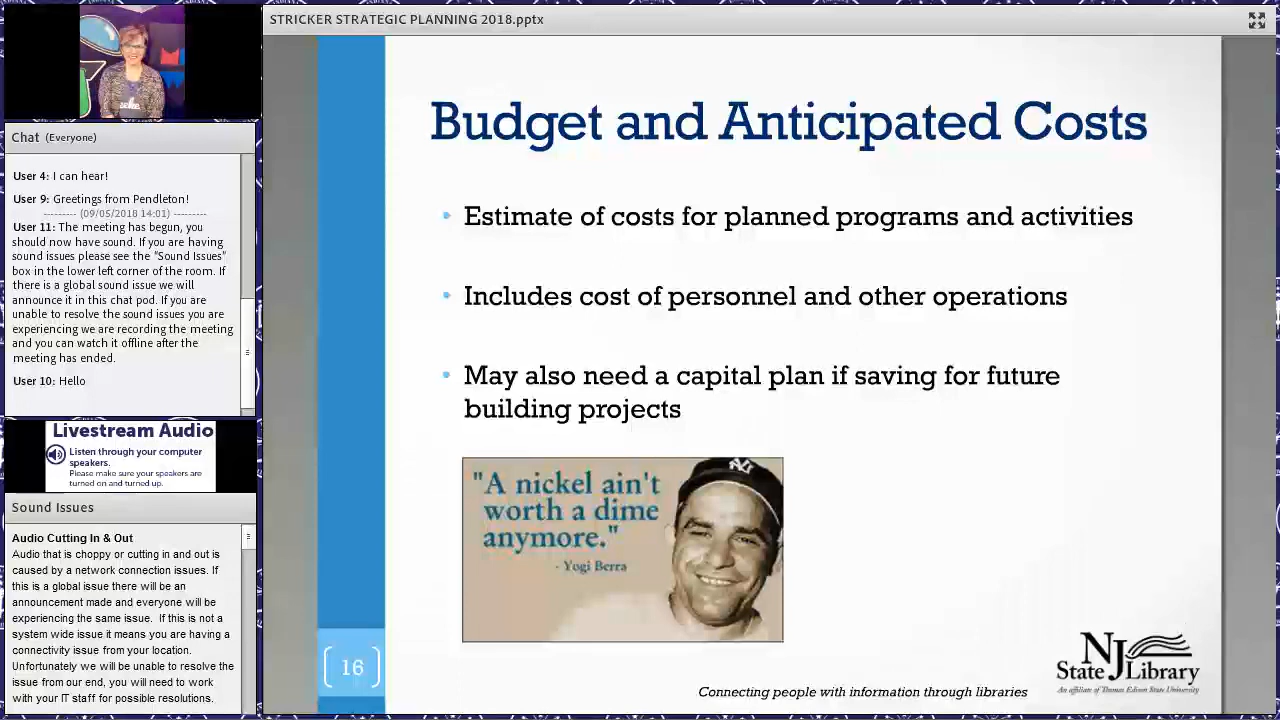 STRICKER STRATEGIC PLANNING 2018.pptx
Chat (Everyone)
User 4: I can hear!
User 9: Greetings from Pendleton!
--------- (09/05/2018 14:01) ---------
User 11: The meeting has begun, you
should now have sound. If you are having
sound issues please see the "Sound Issues"
box in the lower left corner of the room. If
there is a global sound issue we will
announce it in this chat pod. If you are
unable to resolve the sound issues you are
experiencing we are recording the meeting
and you can watch it offline after the
meeting has ended.
User 10: Hello
Livestream Audio
Listen through your computer
speakers.
Please make sure your speakers are
turned on and turned up.
Sound Issues
Audio Cutting In & Out
Audio that is choppy or cutting in and out is
caused by a network connection issues. If
this is a global issue there will be an
announcement made and everyone will be
experiencing the same issue. If this is not a
system wide issue it means you are having a
connectivity issue from your location.
Unfortunately we will be unable to resolve the
issue from our end, you will need to work
with your IT staff for possible resolutions.
Budget and Anticipated Costs
• Estimate of costs for planned programs and activities
• Includes cost of personnel and other operations
• May also need a capital plan if saving for future
building projects
"A nickel ain't
worth a dime
anymore."
- Yogi Berra
NY
16
Connecting people with information through libraries
NJ
State Library
An affiliate of Thomas Edison State University